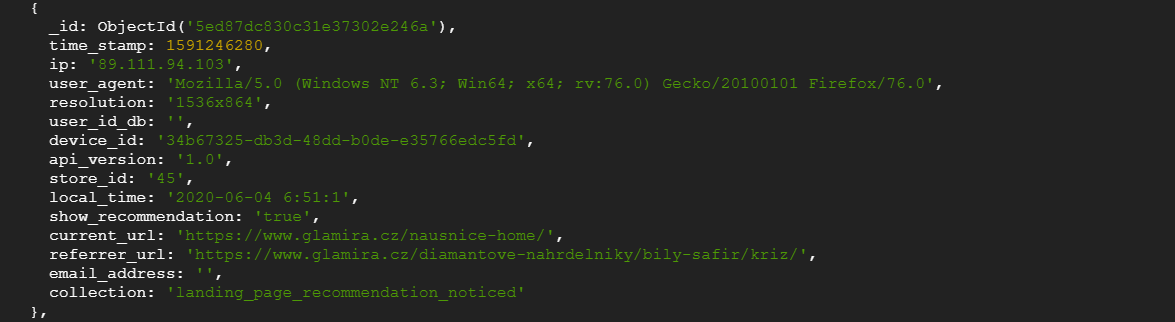 {
_id: ObjectId('5ed87dc830c31e37302e246a'),
time_stamp: 1591246280,
ip: '89.111.94.103',
user_agent: 'Mozilla/5.0 (Windows NT 6.3; Win64; x64; rv:76.0) Gecko/20100101 Firefox/76.0',
resolution: '1536x864',
user_id_db: '',
device_id: '34b67325-db3d-48dd-b0de-e35766edc5fd',
api_version: '1.0',
store_id: '45',
local_time: '2020-06-04 6:51:1',
show_recommendation: 'true',
current_url: 'https://www.glamira.cz/nausnice-home/',
referrer_url: 'https://www.glamira.cz/diamantove-nahrdelniky/bily-safir/kriz/',
email_address: '',
collection: 'landing_page_recommendation_noticed'
},